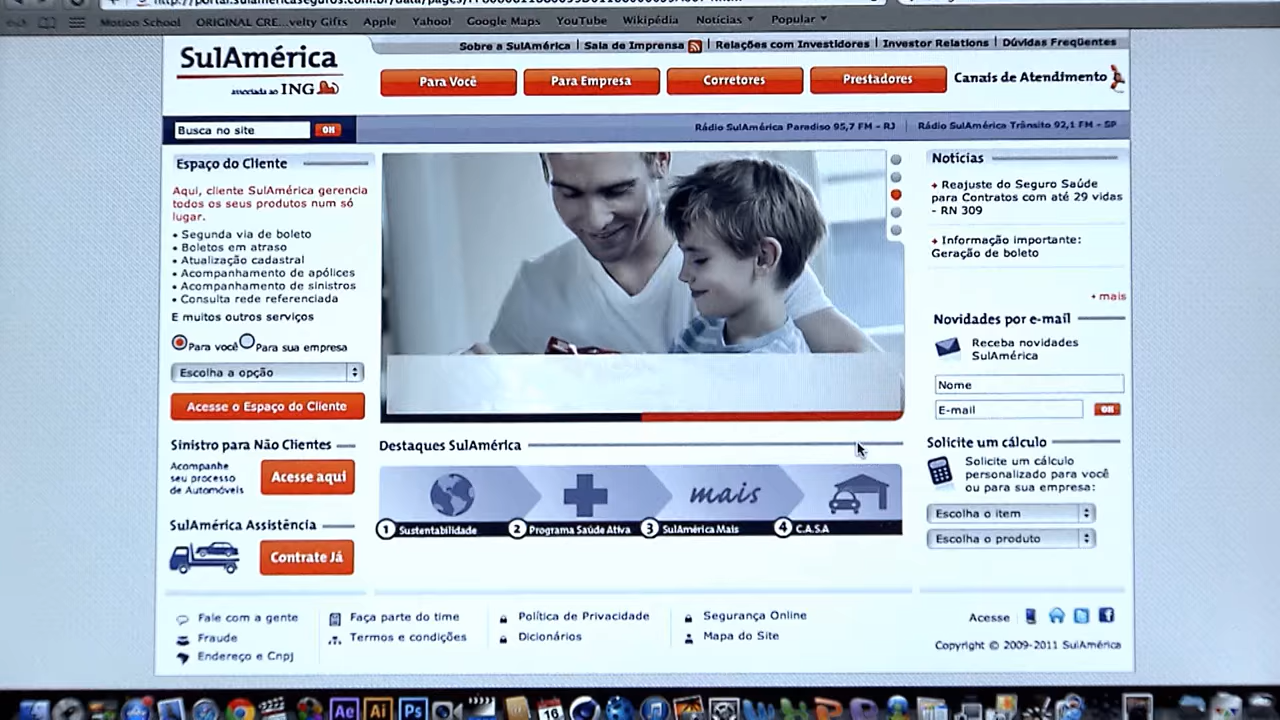 Motion School ORIGINAL CRE...velty Gifts Apple Yahoo! Google Maps YouTube Wikipédia Notícias Popular
SulAmérica
associada ao ING
Sobre a SulAmérica | Sala de Imprensa | Relações com Investidores | Investor Relations | Dúvidas Freqüentes
Para Você Para Empresa Corretores Prestadores Canais de Atendimento
Busca no site OK
Rádio SulAmérica Paradiso 95,7 FM - RJ | Rádio SulAmérica Trânsito 92,1 FM - SP
Espaço do Cliente
Aqui, cliente SulAmérica gerencia
todos os seus produtos num só
lugar.
• Segunda via de boleto
• Boletos em atraso
• Atualização cadastral
• Acompanhamento de apólices
• Acompanhamento de sinistros
• Consulta rede referenciada
E muitos outros serviços
Para você Para sua empresa
Escolha a opção
Acesse o Espaço do Cliente
Sinistro para Não Clientes
Acompanhe
seu processo
de Automóveis
Acesse aqui
SulAmérica Assistência
Contrate Já
Destaques SulAmérica
mais
1 Sustentabilidade 2 Programa Saúde Ativa 3 SulAmérica Mais 4 C.A.S.A
Notícias
+ Reajuste do Seguro Saúde
para Contratos com até 29 vidas
- RN 309
+ Informação importante:
Geração de boleto
+ mais
Novidades por e-mail
Receba novidades
SulAmérica
Nome
E-mail OK
Solicite um cálculo
Solicite um cálculo
personalizado para você
ou para sua empresa:
Escolha o item
Escolha o produto
Fale com a gente
Fraude
Endereço e Cnpj
Faça parte do time
Termos e condições
Política de Privacidade
Dicionários
Segurança Online
Mapa do Site
Acesse
Copyright © 2009-2011 SulAmérica
Ae Ai Ps 16